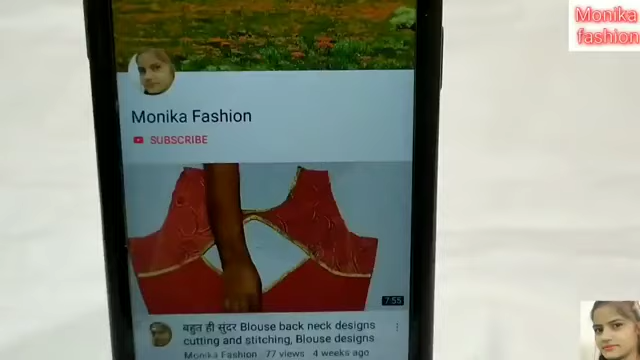 Monika
fashion
Monika Fashion
SUBSCRIBE
7:55
बहुत ही सुंदर Blouse back neck designs
cutting and stitching, Blouse designs
Monika Fashion 77 views 4 weeks ago